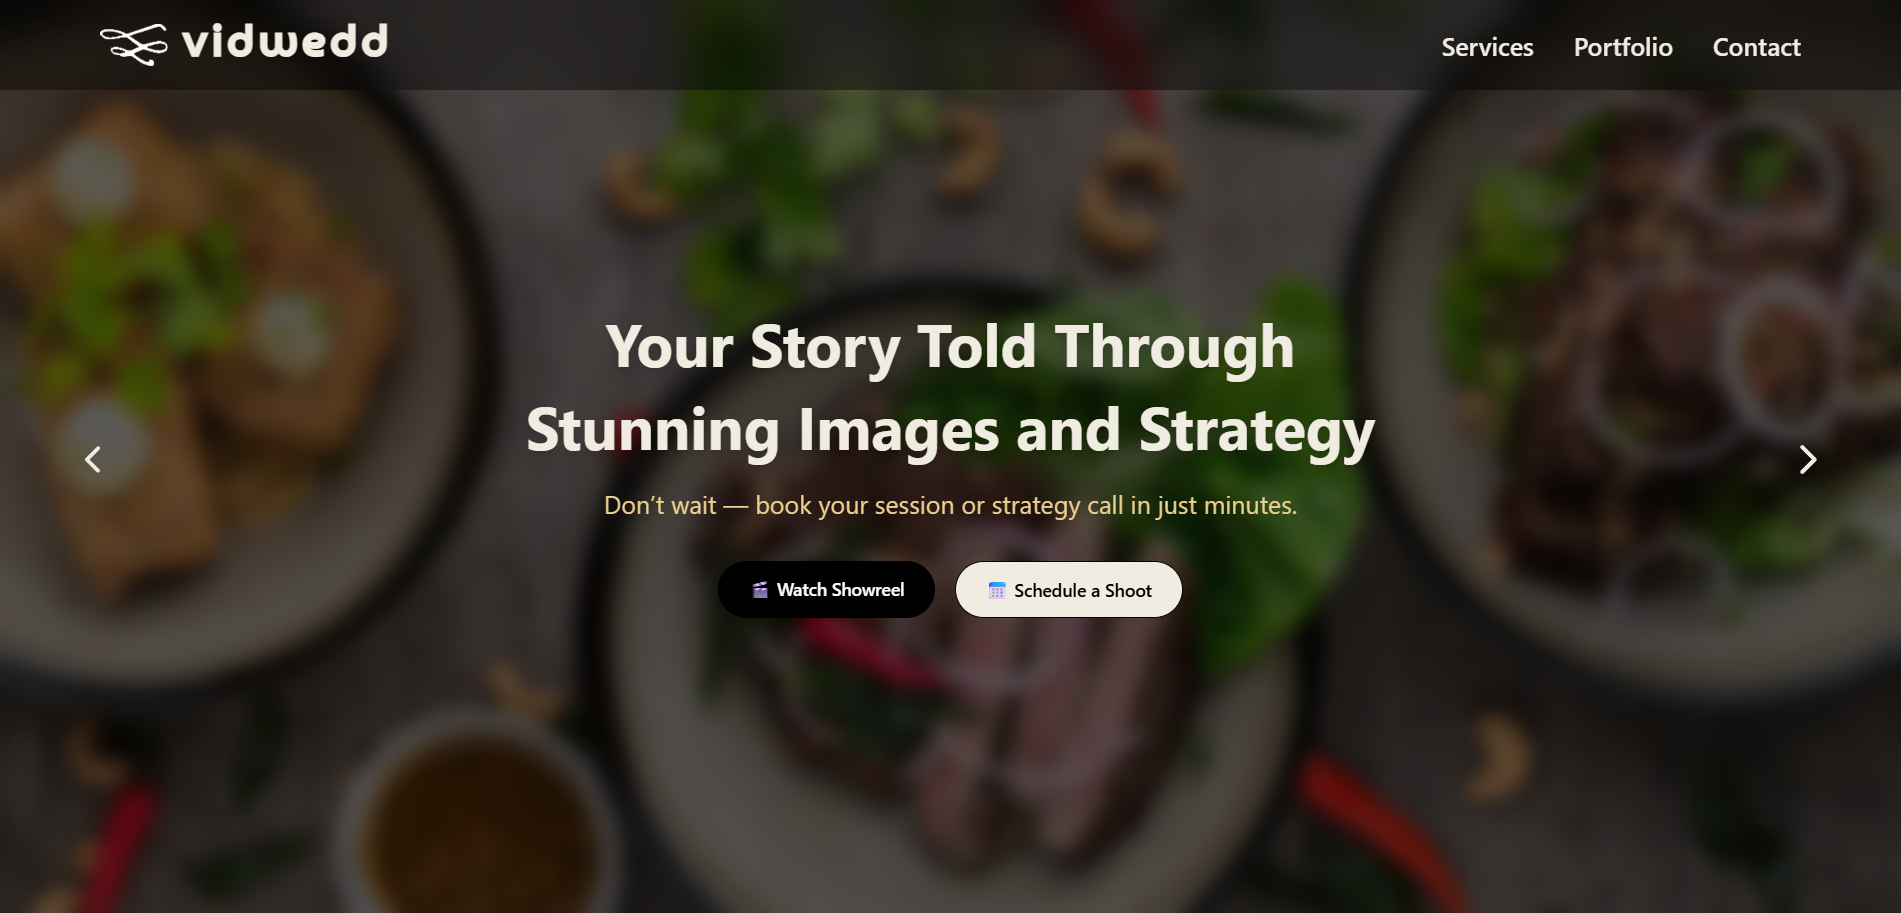 vidwedd
Services Portfolio Contact
Your Story Told Through
Stunning Images and Strategy
Don’t wait — book your session or strategy call in just minutes.
Watch Showreel
Schedule a Shoot